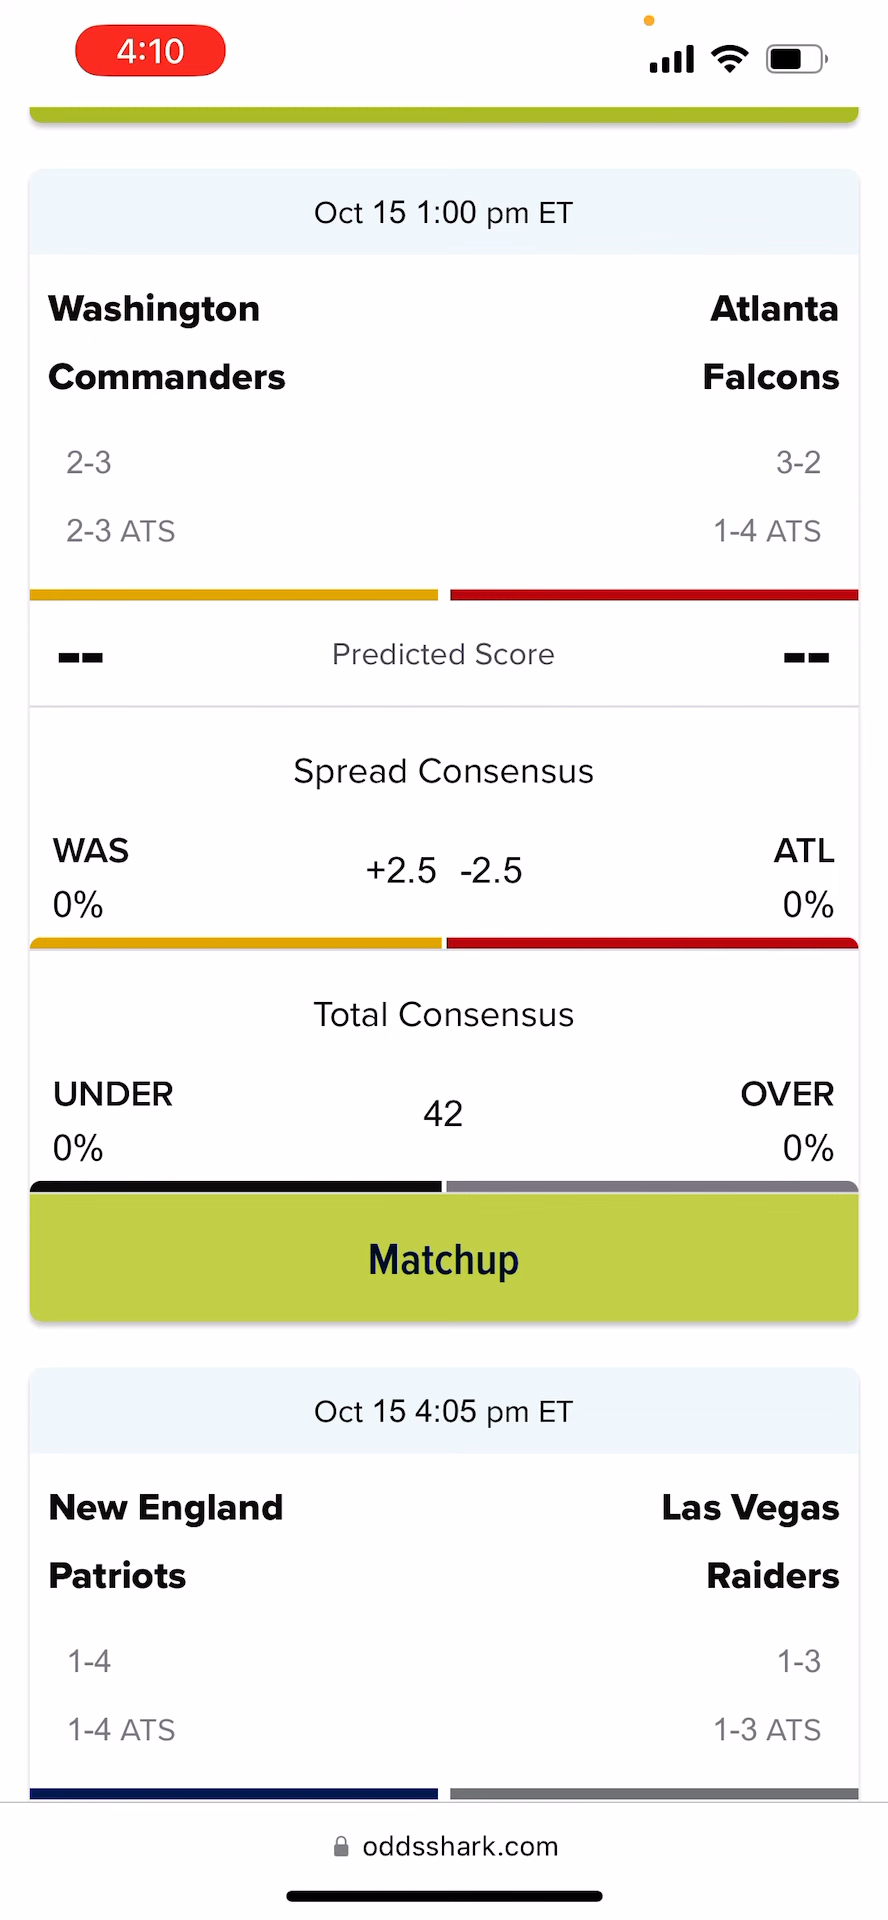 4:10
Oct 15 1:00 pm ET
Washington Atlanta
Commanders Falcons
2-3 3-2
2-3 ATS 1-4 ATS
-- Predicted Score --
Spread Consensus
WAS ATL
+2.5 -2.5
0% 0%
Total Consensus
UNDER OVER
42
0% 0%
Matchup
Oct 15 4:05 pm ET
New England Las Vegas
Patriots Raiders
1-4 1-3
1-4 ATS 1-3 ATS
oddsshark.com